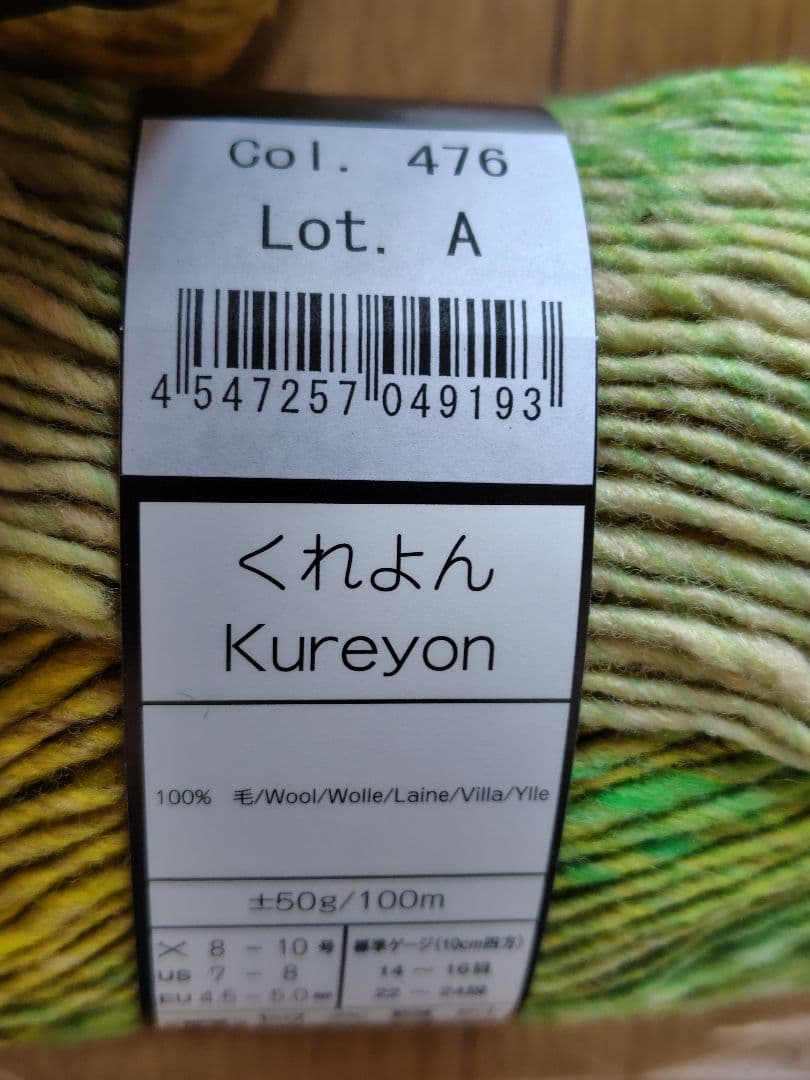 Col. 476
Lot. A
4 547257 049193
くれよん
Kureyon
100% 毛/Wool/Wolle/Laine/Villa/Ylle
±50g/100m
8 - 10 号 標準ゲージ(10cm四方)
US 7 - 8 14 ~ 16目
EU 4.5 - 5.0mm 22 ~ 24段